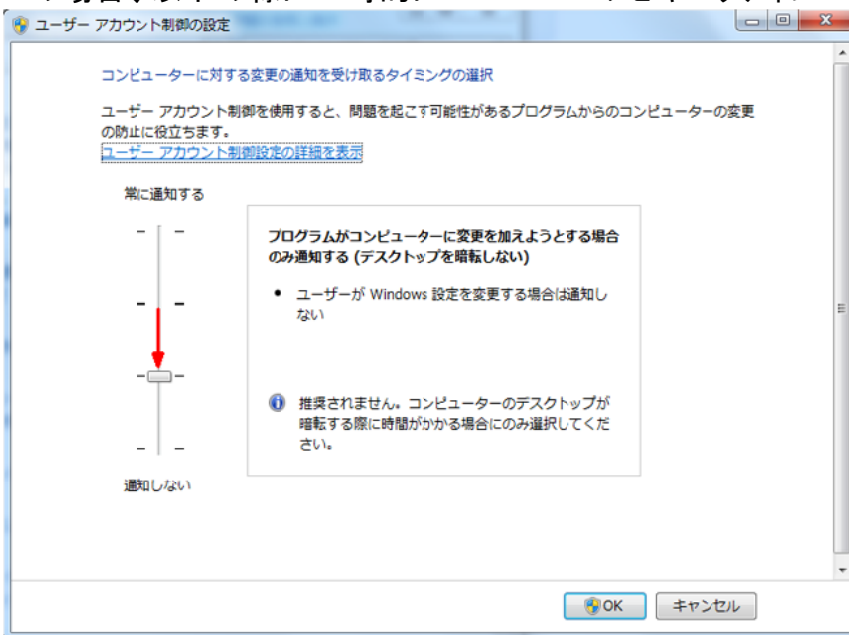 ユーザー アカウント制御の設定
コンピューターに対する変更の通知を受け取るタイミングの選択
ユーザー アカウント制御を使用すると、問題を起こす可能性があるプログラムからのコンピューターの変更
の防止に役立ちます。
ユーザー アカウント制御設定の詳細を表示
常に通知する
プログラムがコンピューターに変更を加えようとする場合
のみ通知する (デスクトップを暗転しない)
• ユーザーが Windows 設定を変更する場合は通知し
ない
推奨されません。コンピューターのデスクトップが
暗転する際に時間がかかる場合にのみ選択してくだ
さい。
通知しない
OK
キャンセル